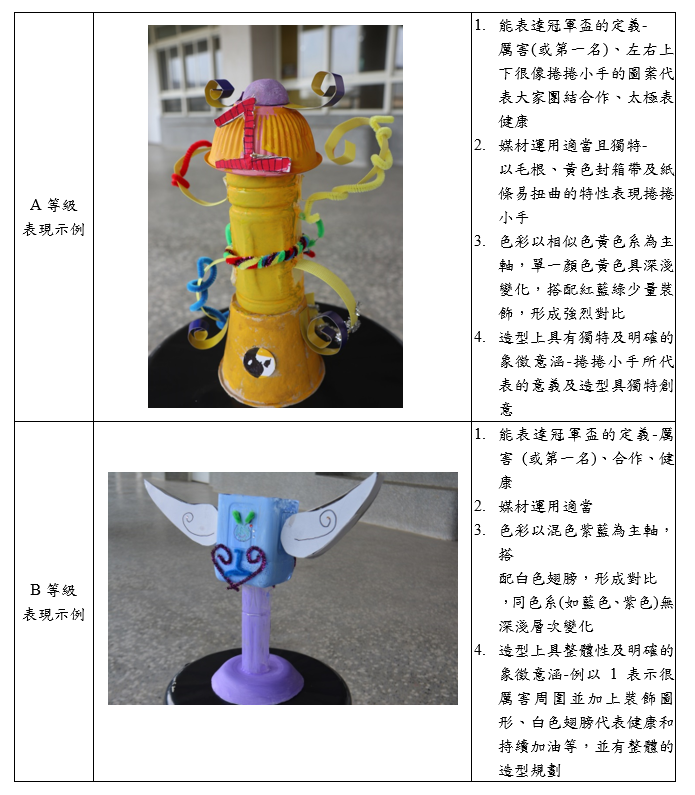 A 等級
表現示例
1
1. 能表達冠軍盃的定義-
厲害(或第一名)、左右上
下很像捲捲小手的圖案代
表大家團結合作、太極表
健康
2. 媒材運用適當且獨特-
以毛根、黃色封箱帶及紙
條易扭曲的特性表現捲捲
小手
3. 色彩以相似色黃色系為主
軸，單一顏色黃色具深淺
變化，搭配紅藍綠少量裝
飾，形成強烈對比
4. 造型上具有獨特及明確的
象徵意涵-捲捲小手所代
表的意義及造型具獨特創
意
B 等級
表現示例
1. 能表達冠軍盃的定義-厲
害 (或第一名)、合作、健
康
2. 媒材運用適當
3. 色彩以混色紫藍為主軸，
搭
配白色翅膀，形成對比
，同色系(如藍色、紫色)無
深淺層次變化
4. 造型上具整體性及明確的
象徵意涵-例以 1 表示很
厲害周圍並加上裝飾圖
形、白色翅膀代表健康和
持續加油等，並有整體的
造型規劃